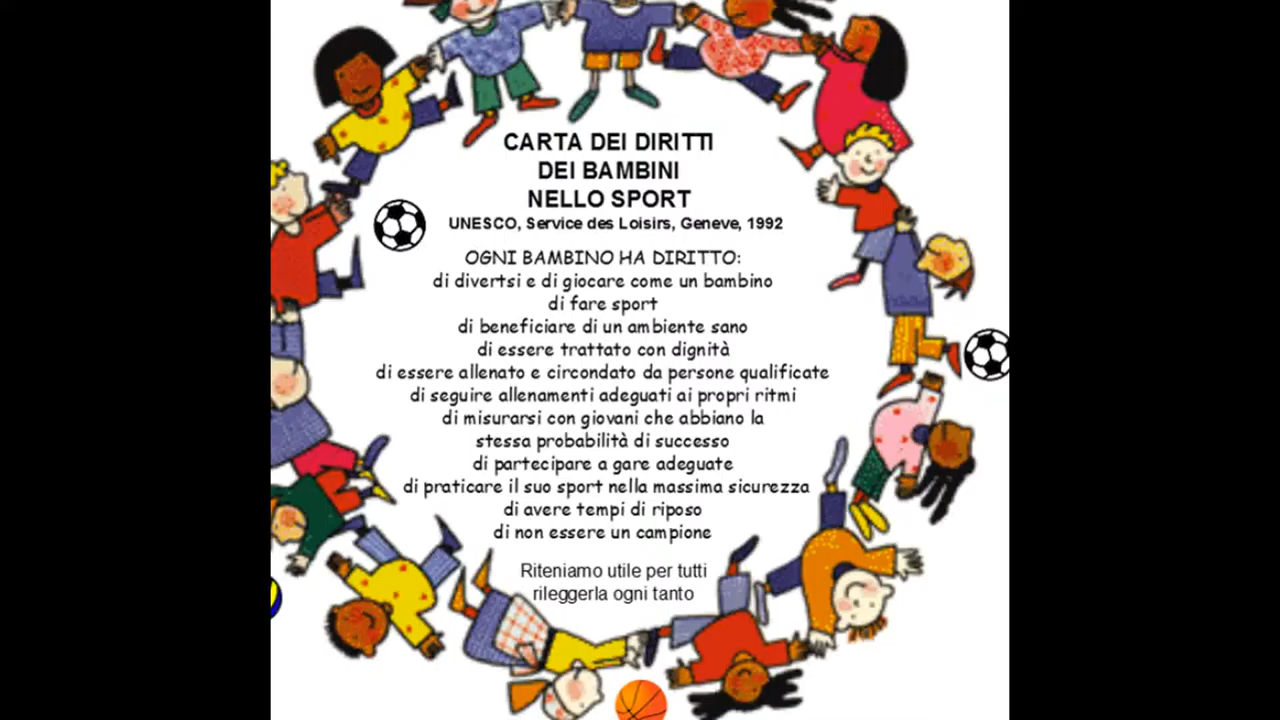 CARTA DEI DIRITTI
DEI BAMBINI
NELLO SPORT
UNESCO, Service des Loisirs, Geneve, 1992
OGNI BAMBINO HA DIRITTO:
di divertsi e di giocare come un bambino
di fare sport
di beneficiare di un ambiente sano
di essere trattato con dignità
di essere allenato e circondato da persone qualificate
di seguire allenamenti adeguati ai propri ritmi
di misurarsi con giovani che abbiano la
stessa probabilità di successo
di partecipare a gare adeguate
di praticare il suo sport nella massima sicurezza
di avere tempi di riposo
di non essere un campione
Riteniamo utile per tutti
rileggerla ogni tanto